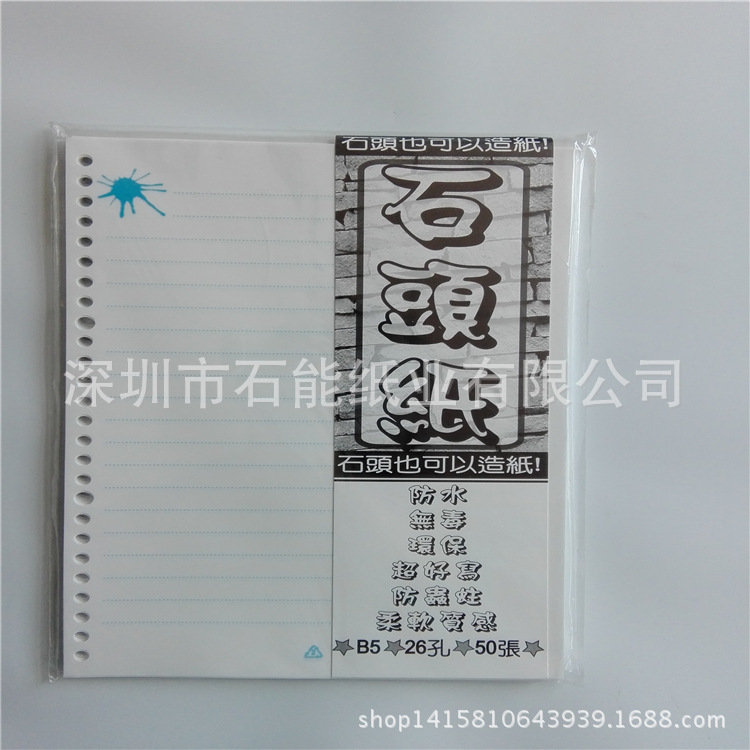 石頭也可以造紙!
石頭紙
深圳市石能纸业有限公司
石頭也可以造紙!
防水
無毒
環保
超好寫
防蟲蛀
柔軟質感
B5 26孔 50張
shop1415810643939.1688.com